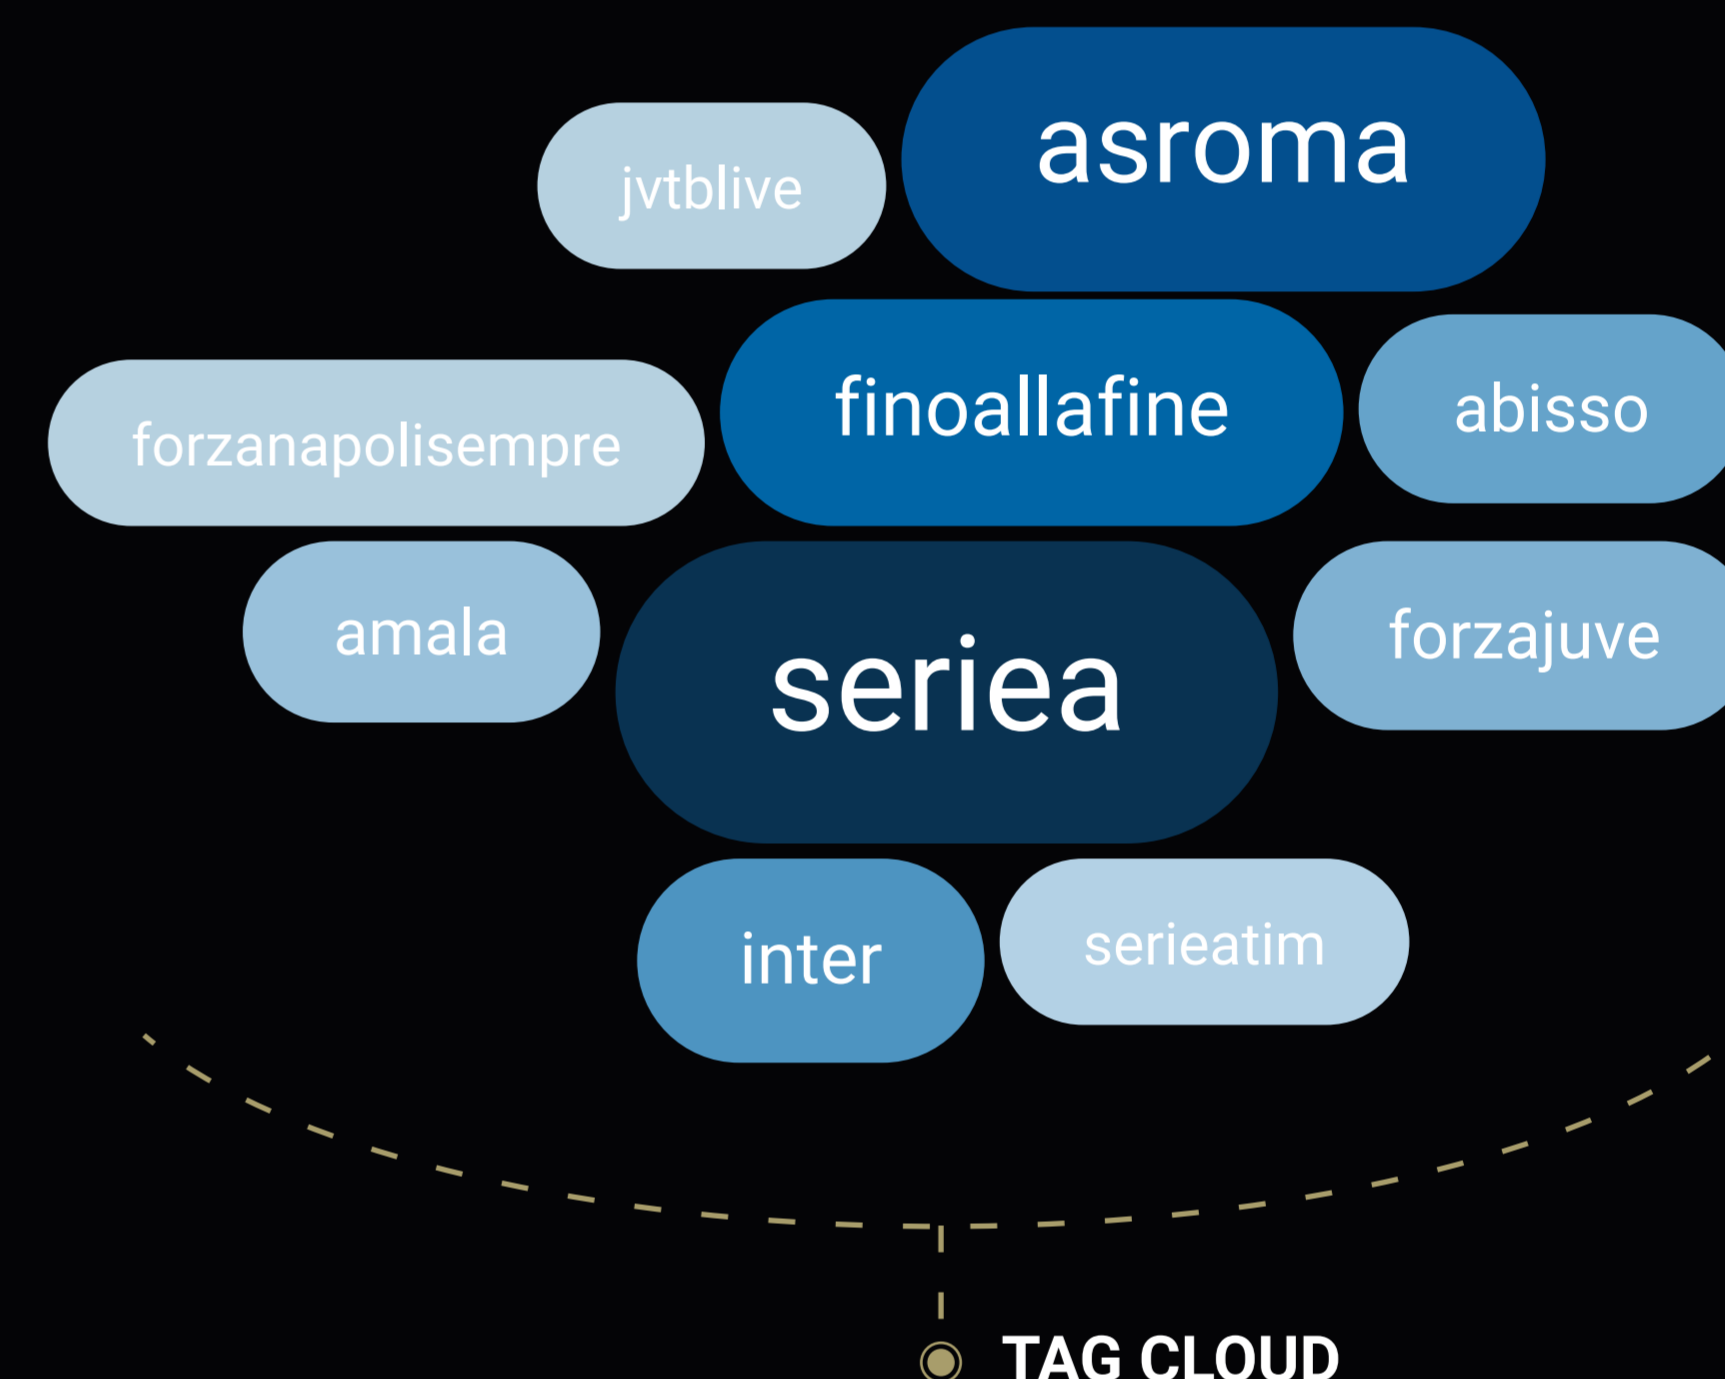 asroma
jvtblive
finoallafine
abisso
forzanapolisempre
amala
seriea
forzajuve
inter
serieatim
TAG CLOUD